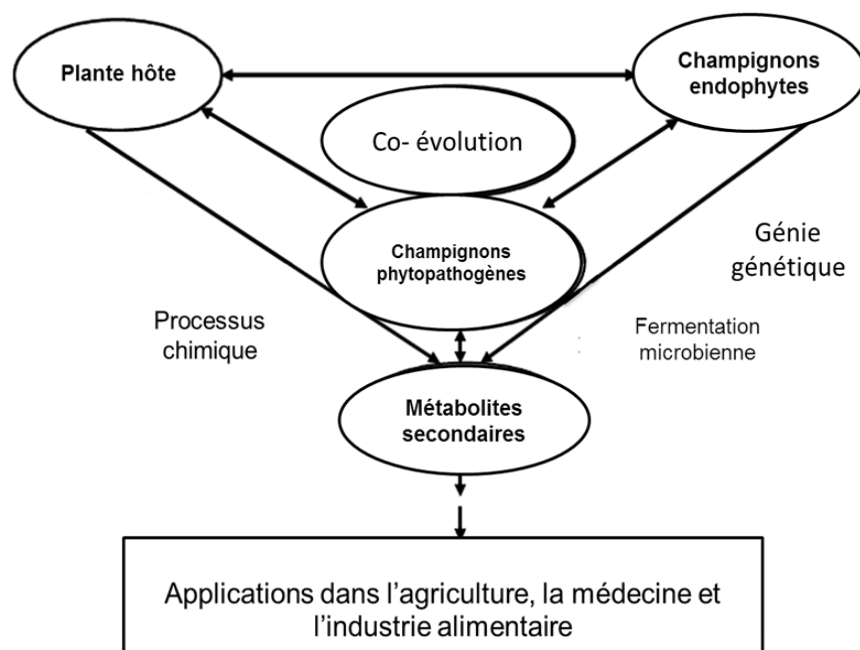 Plante hôte
Champignons
endophytes
Co- évolution
Champignons
phytopathogènes
Génie
génétique
Processus
chimique
Fermentation
microbienne
Métabolites
secondaires
Applications dans l'agriculture, la médecine et
l'industrie alimentaire